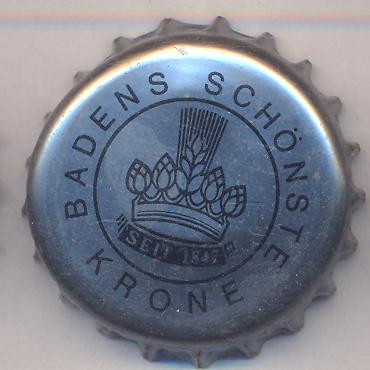 BADENS SCHÖNSTE
KRONE
"SEIT 1847"